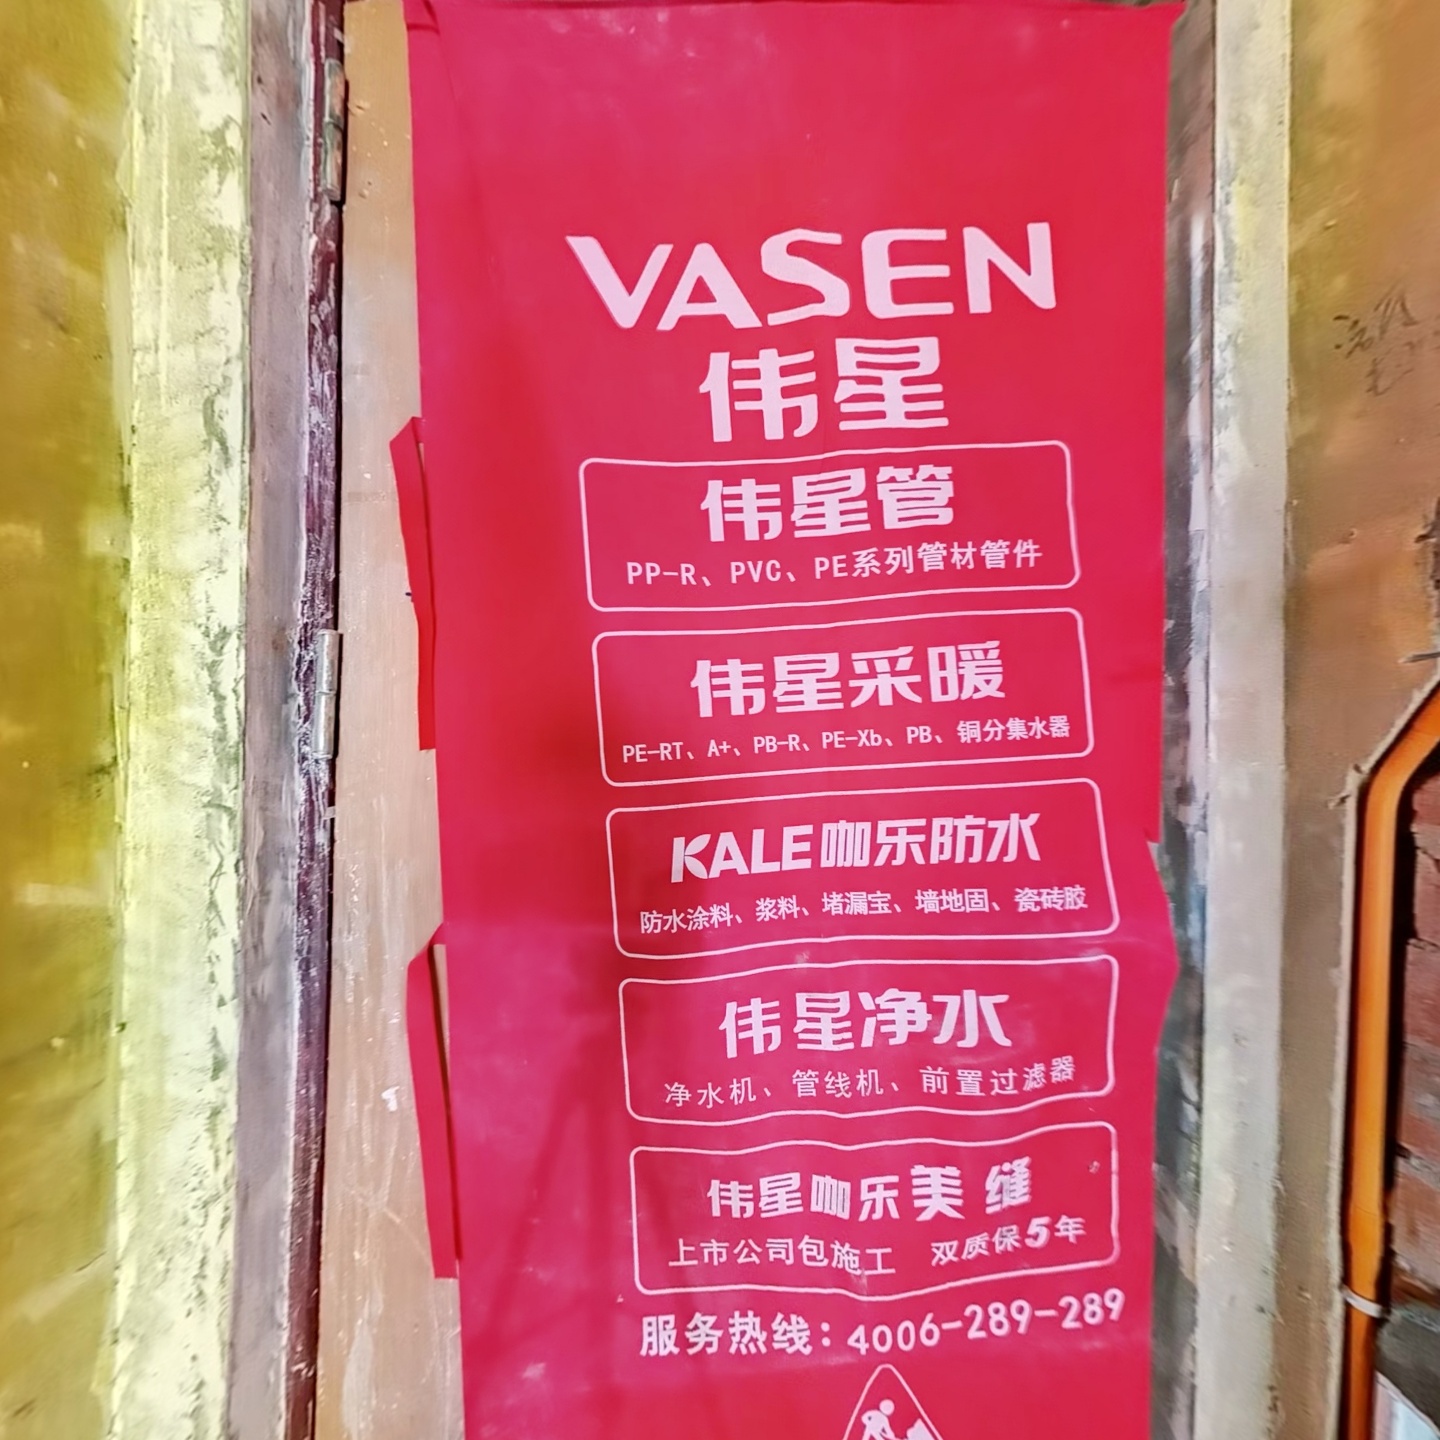 VASEN
伟星
伟星管
PP-R、PVC、PE系列管材管件
伟星采暖
PE-RT、A+、PB-R、PE-Xb、PB、铜分集水器
KALE咖乐防水
防水涂料、浆料、堵漏宝、墙地固、瓷砖胶
伟星净水
净水机、管线机、前置过滤器
伟星咖乐美缝
上市公司包施工 双质保5年
服务热线：4006-289-289